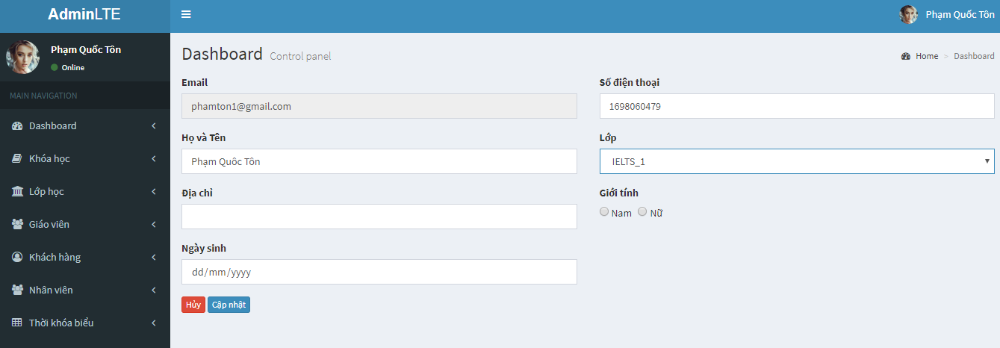 AdminLTE
Phạm Quốc Tôn
Phạm Quốc Tôn
Online
MAIN NAVIGATION
Dashboard
Khóa học
Lớp học
Giáo viên
Khách hàng
Nhân viên
Thời khóa biểu
Dashboard Control panel
Home > Dashboard
Email
phamton1@gmail.com
Số điện thoại
1698060479
Họ và Tên
Phạm Quôc Tôn
Lớp
IELTS_1
Địa chỉ
Giới tính
Nam Nữ
Ngày sinh
dd/mm/yyyy
Hủy Cập nhật